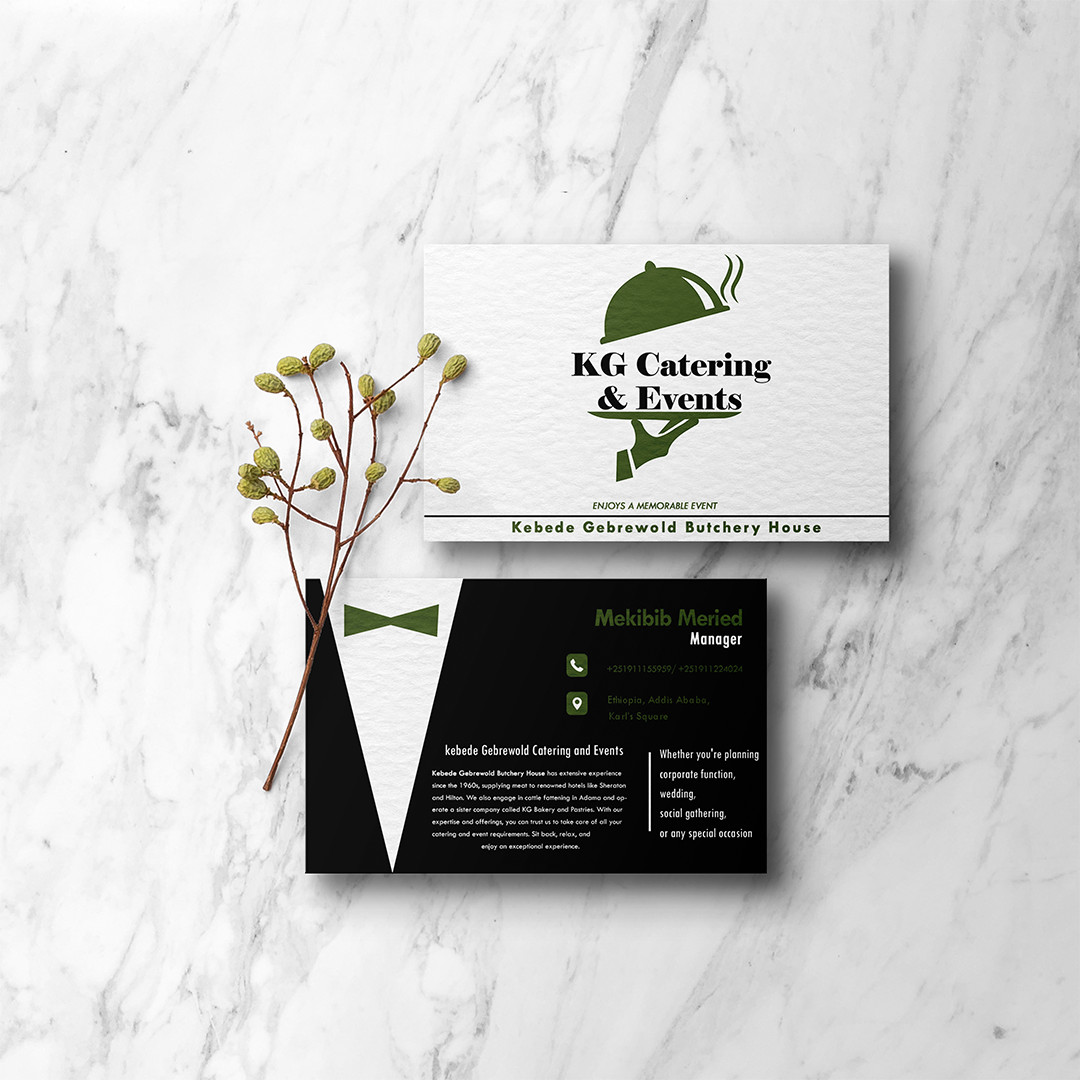 KG Catering
& Events
ENJOYS A MEMORABLE EVENT
Kebede Gebrewold Butchery House
Mekibib Meried
Manager
+251911155959/ +251911224024
Ethiopia, Addis Ababa,
Karl's Square
kebede Gebrewold Catering and Events
Kebede Gebrewold Butchery House has extensive experience
since the 1960s, supplying meat to renowned hotels like Sheraton
and Hilton. We also engage in cattle fattening in Adama and op-
erate a sister company called KG Bakery and Pastries. With our
expertise and offerings, you can trust us to take care of all your
catering and event requirements. Sit back, relax, and
enjoy an exceptional experience.
Whether you're planning
corporate function,
wedding,
social gathering,
or any special occasion